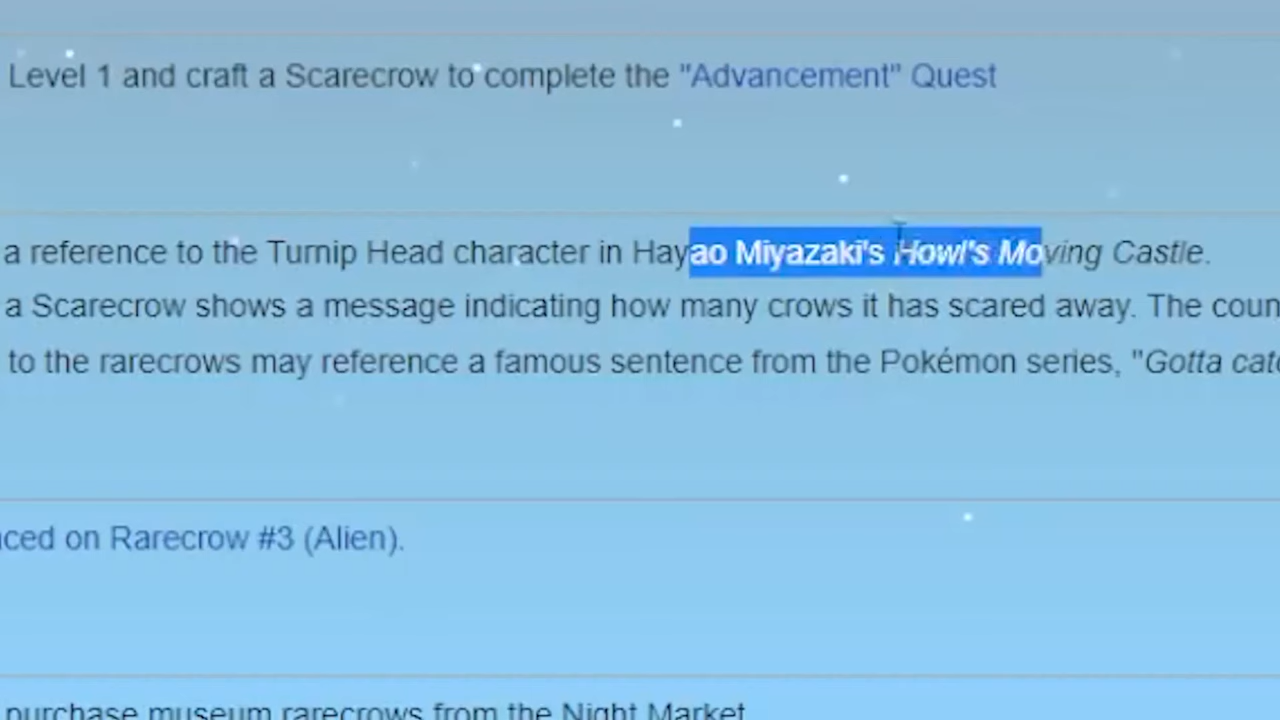 Level 1 and craft a Scarecrow to complete the "Advancement" Quest
a reference to the Turnip Head character in Hayao Miyazaki's Howl's Moving Castle.
a Scarecrow shows a message indicating how many crows it has scared away. The coun
to the rarecrows may reference a famous sentence from the Pokémon series, "Gotta cat
ced on Rarecrow #3 (Alien).
purchase museum rarecrows from the Night Market